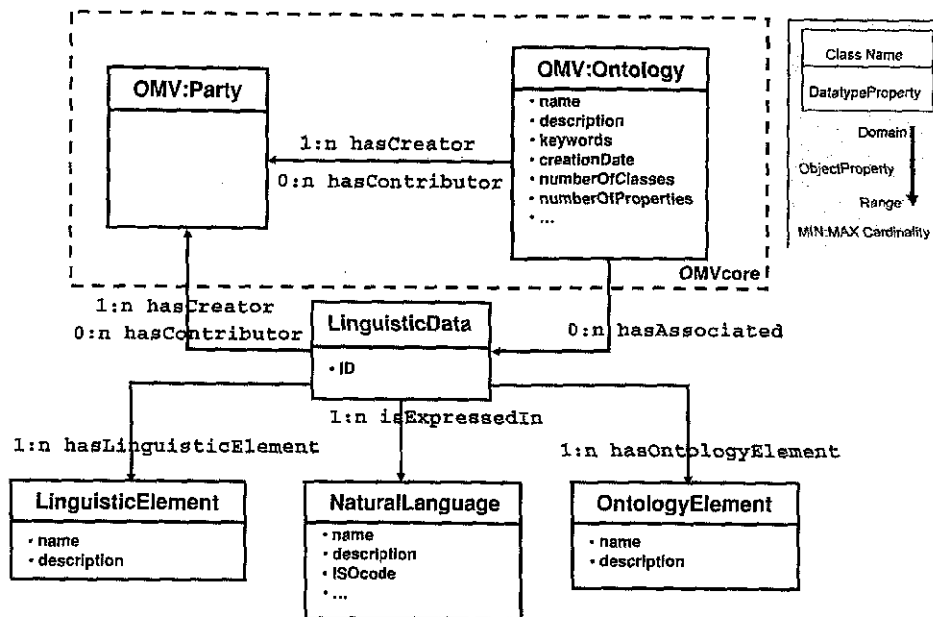 OMV:Party
OMV:Ontology
• name
• description
• keywords
• creationDate
• numberOfClasses
• numberOfProperties
• ...
1:n hasCreator
0:n hasContributor
OMVcore
Class Name
DatatypeProperty
Domain
ObjectProperty
Range
MIN:MAX Cardinality
1:n hasCreator
0:n hasContributor
LinguisticData
• ID
0:n hasAssociated
1:n hasLinguisticElement
1:n isExpressedIn
1:n hasOntologyElement
LinguisticElement
• name
• description
NaturalLanguage
• name
• description
• ISOcode
• ...
OntologyElement
• name
• description